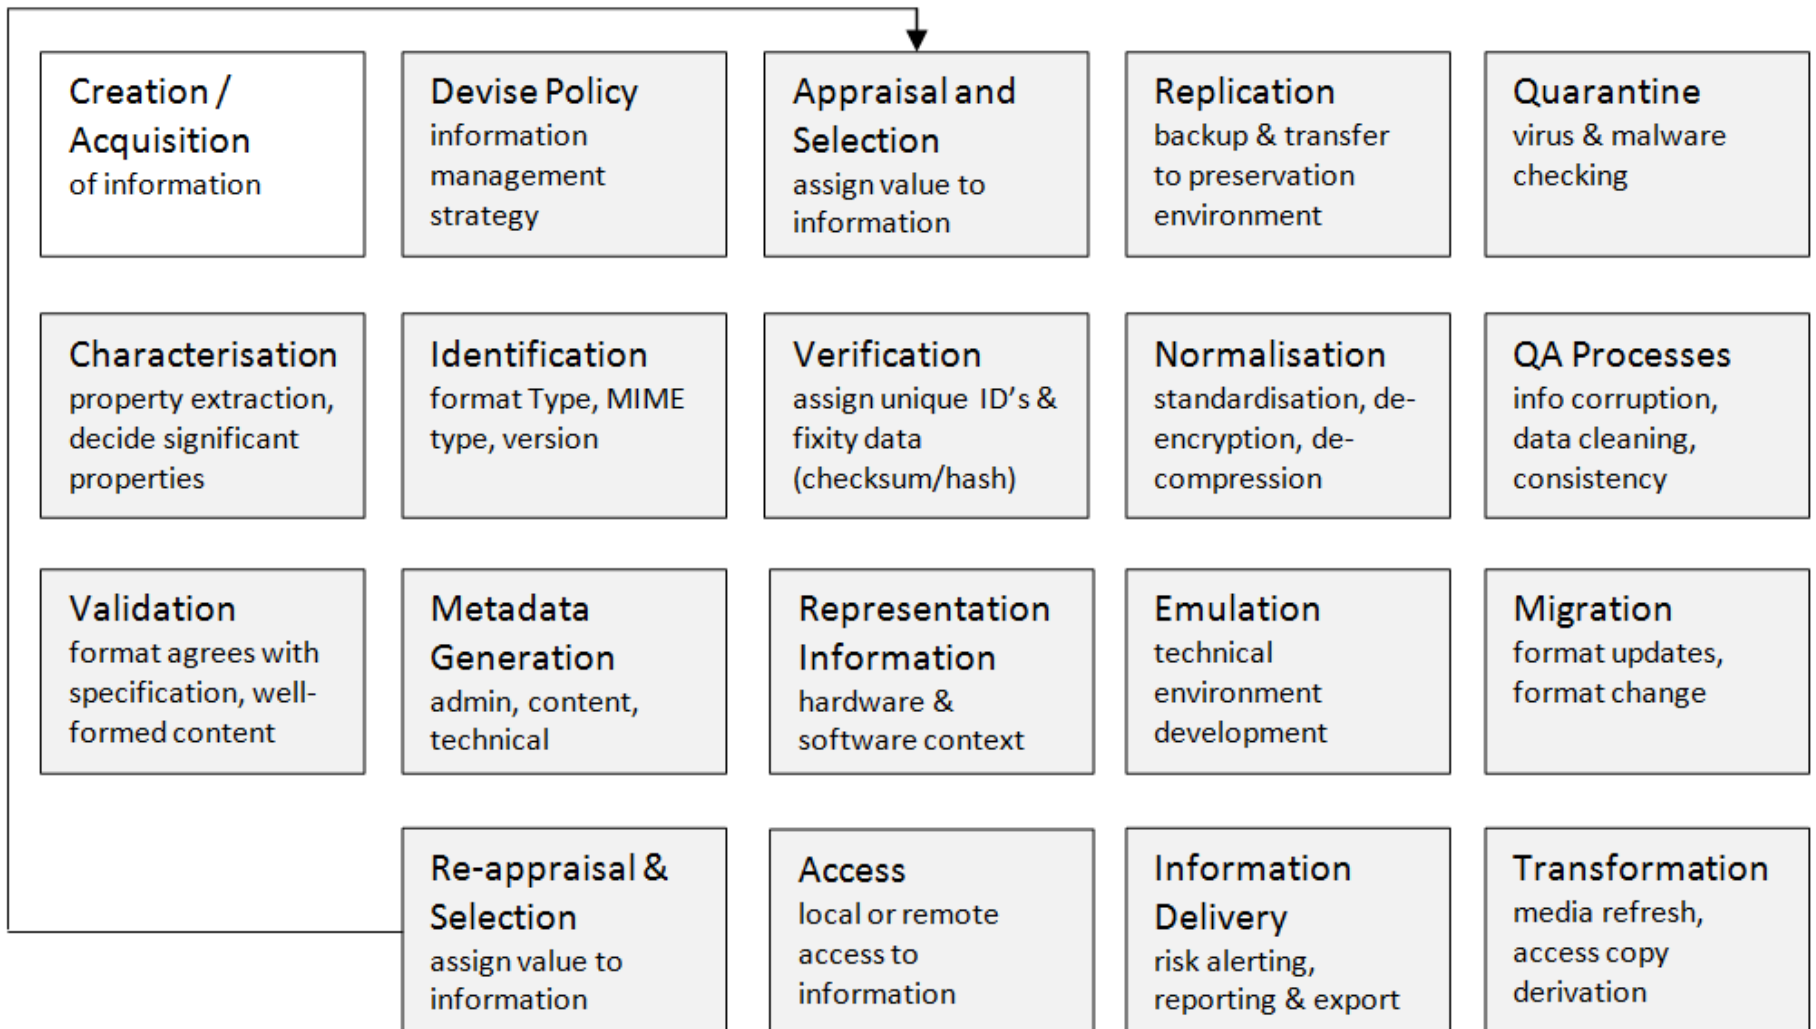 Creation /
Acquisition
of information
Devise Policy
information
management
strategy
Appraisal and
Selection
assign value to
information
Replication
backup & transfer
to preservation
environment
Quarantine
virus & malware
checking
Characterisation
property extraction,
decide significant
properties
Identification
format Type, MIME
type, version
Verification
assign unique ID’s &
fixity data
(checksum/hash)
Normalisation
standardisation, de-
encryption, de-
compression
QA Processes
info corruption,
data cleaning,
consistency
Validation
format agrees with
specification, well-
formed content
Metadata
Generation
admin, content,
technical
Representation
Information
hardware &
software context
Emulation
technical
environment
development
Migration
format updates,
format change
Re-appraisal &
Selection
assign value to
information
Access
local or remote
access to
information
Information
Delivery
risk alerting,
reporting & export
Transformation
media refresh,
access copy
derivation